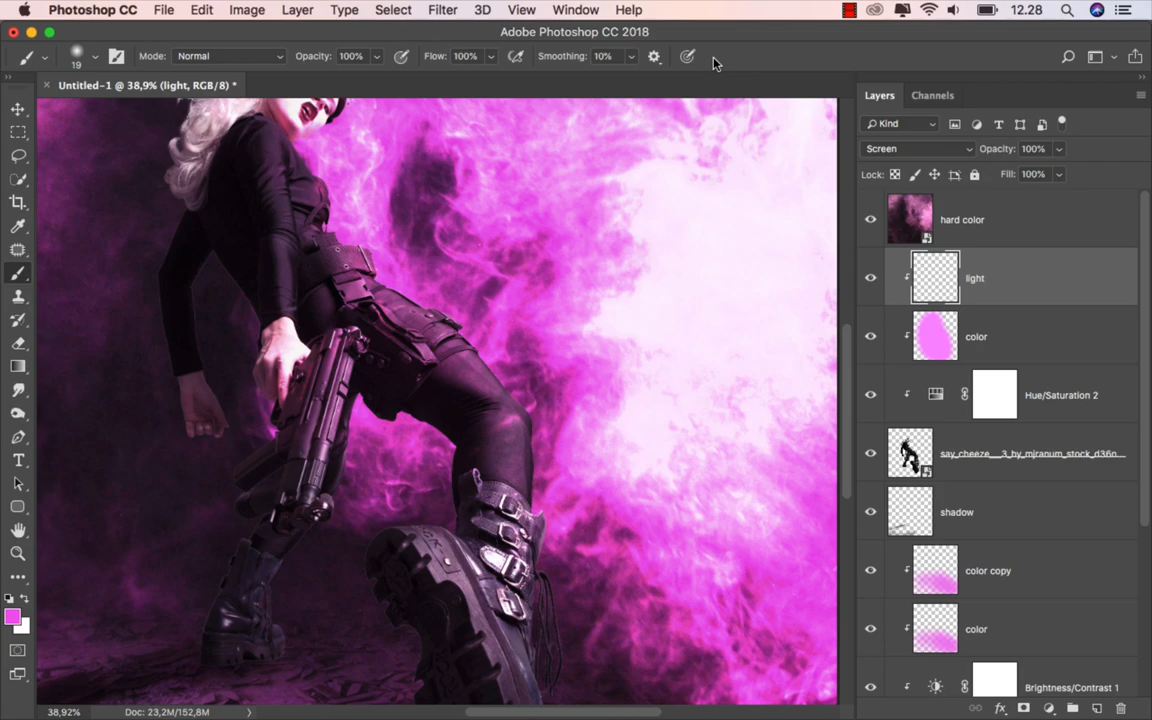 Photoshop CC File Edit Image Layer Type Select Filter 3D View Window Help 12.28
Adobe Photoshop CC 2018
19 Mode: Normal Opacity: 100% Flow: 100% Smoothing: 10%
× Untitled-1 @ 38,9% (light, RGB/8) *
Layers Channels
Kind
Screen Opacity: 100%
Lock: Fill: 100%
hard color
light
color
Hue/Saturation 2
say_cheeze__3_by_mjranum_stock_d36n...
shadow
color copy
color
Brightness/Contrast 1
38,92% Doc: 23,2M/152,8M